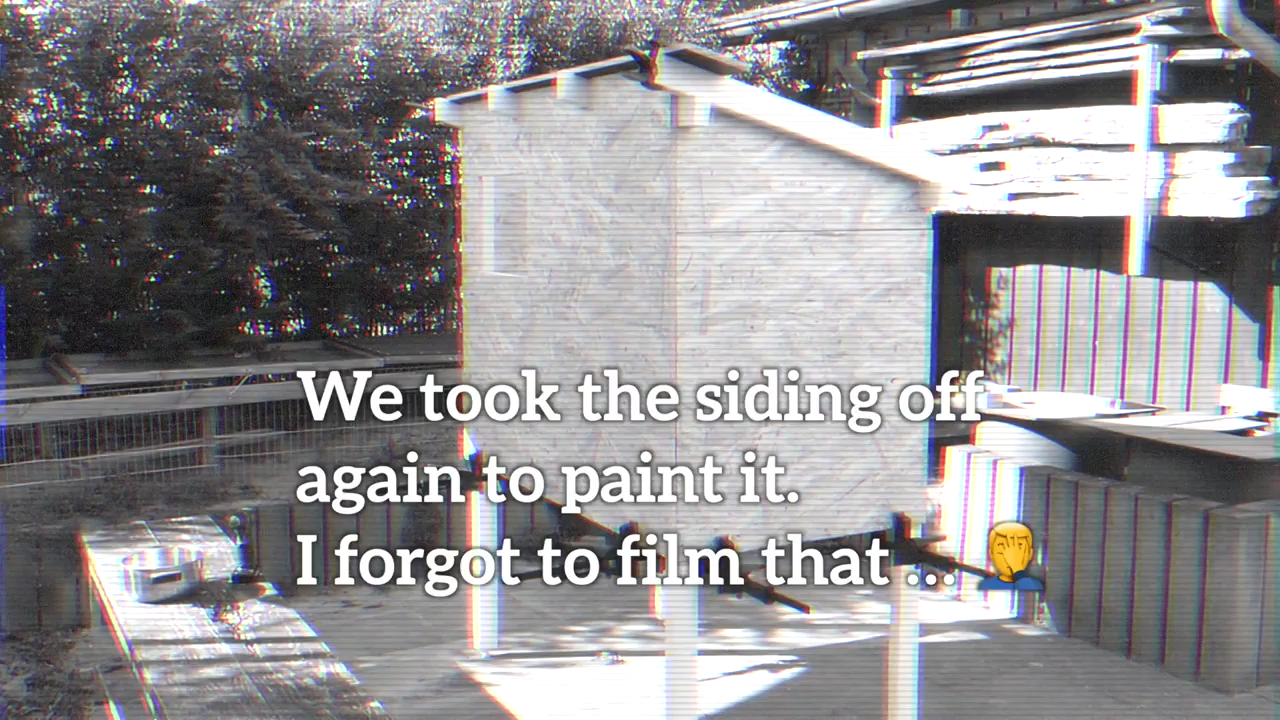 We took the siding off
again to paint it.
I forgot to film that ... 🤦‍♂️